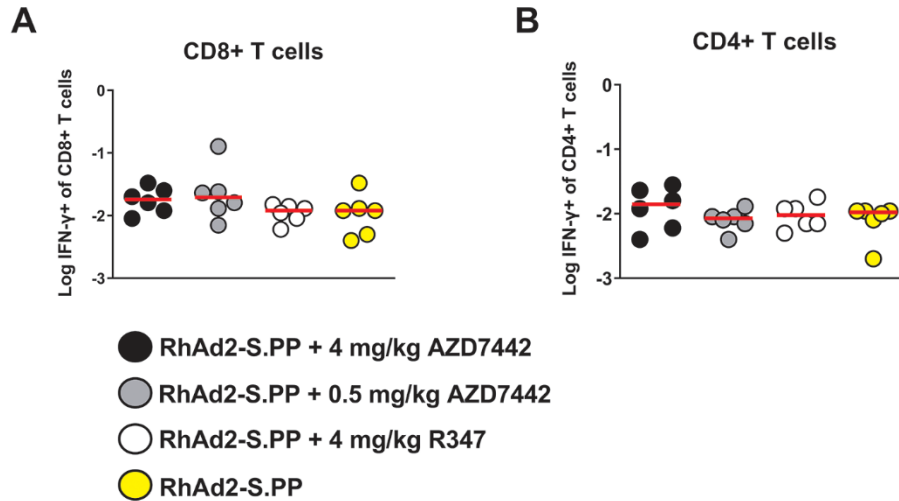 A
CD8+ T cells
Log IFN-γ+ of CD8+ T cells
0
-1
-2
-3
B
CD4+ T cells
Log IFN-γ+ of CD4+ T cells
0
-1
-2
-3
RhAd2-S.PP + 4 mg/kg AZD7442
RhAd2-S.PP + 0.5 mg/kg AZD7442
RhAd2-S.PP + 4 mg/kg R347
RhAd2-S.PP